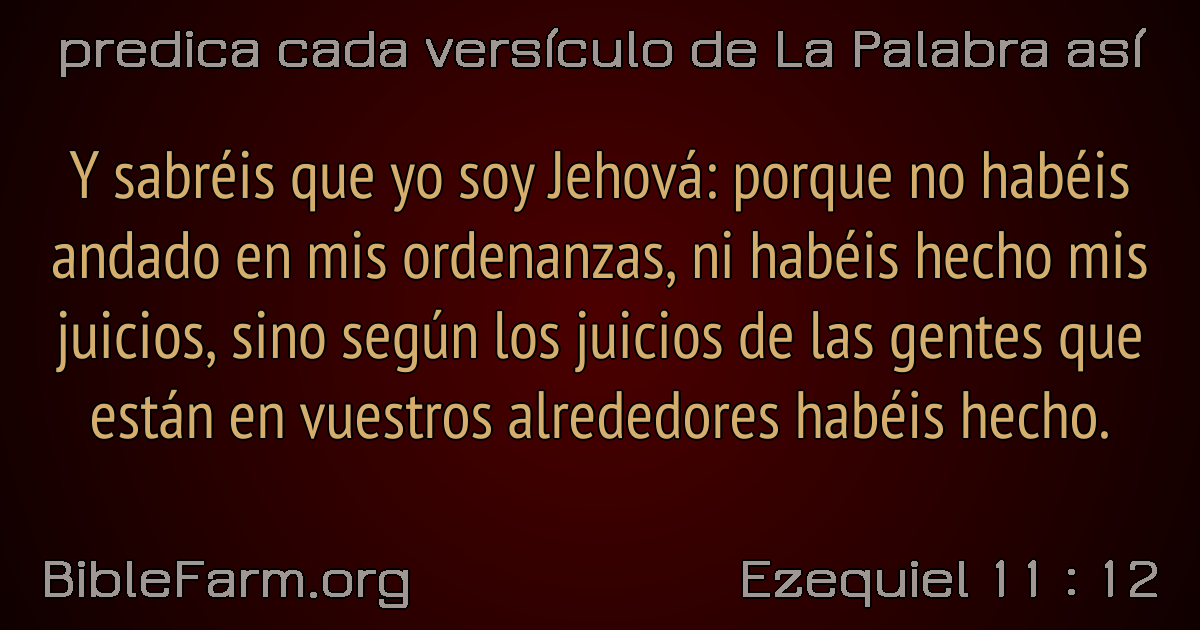 predica cada versículo de La Palabra así
Y sabréis que yo soy Jehová: porque no habéis
andado en mis ordenanzas, ni habéis hecho mis
juicios, sino según los juicios de las gentes que
están en vuestros alrededores habéis hecho.
BibleFarm.org
Ezequiel 11 : 12